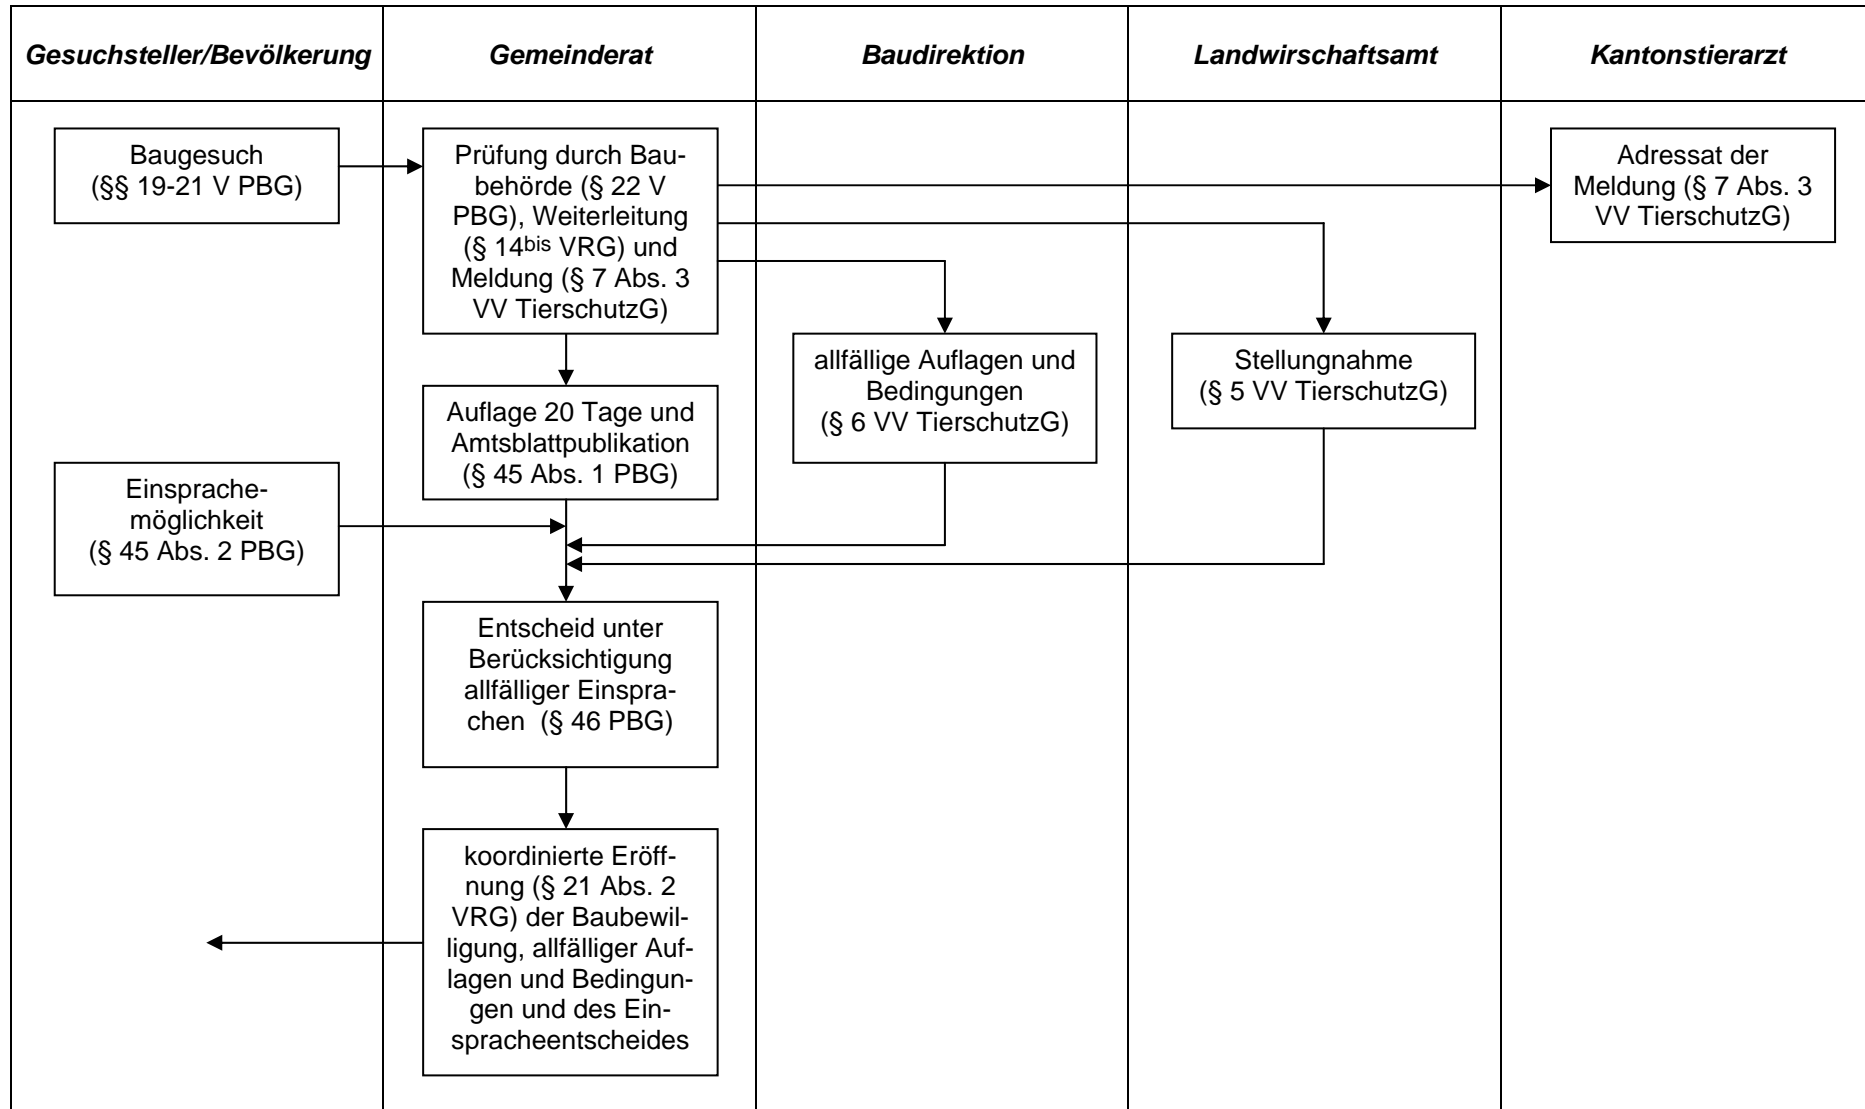 Gesuchsteller/Bevölkerung
Gemeinderat
Baudirektion
Landwirtschaftsamt
Kantonstierarzt
Baugesuch
(§§ 19-21 V PBG)
Prüfung durch Bau-
behörde (§ 22 V
PBG), Weiterleitung
(§ 14bis VRG) und
Meldung (§ 7 Abs. 3
VV TierschutzG)
Adressat der
Meldung (§ 7 Abs. 3
VV TierschutzG)
allfällige Auflagen und
Bedingungen
(§ 6 VV TierschutzG)
Stellungnahme
(§ 5 VV TierschutzG)
Auflage 20 Tage und
Amtsblattpublikation
(§ 45 Abs. 1 PBG)
Einsprache-
möglichkeit
(§ 45 Abs. 2 PBG)
Entscheid unter
Berücksichtigung
allfälliger Einspra-
chen (§ 46 PBG)
koordinierte Eröff-
nung (§ 21 Abs. 2
VRG) der Baubewil-
ligung, allfälliger Auf-
lagen und Bedingun-
gen und des Ein-
spracheentscheides